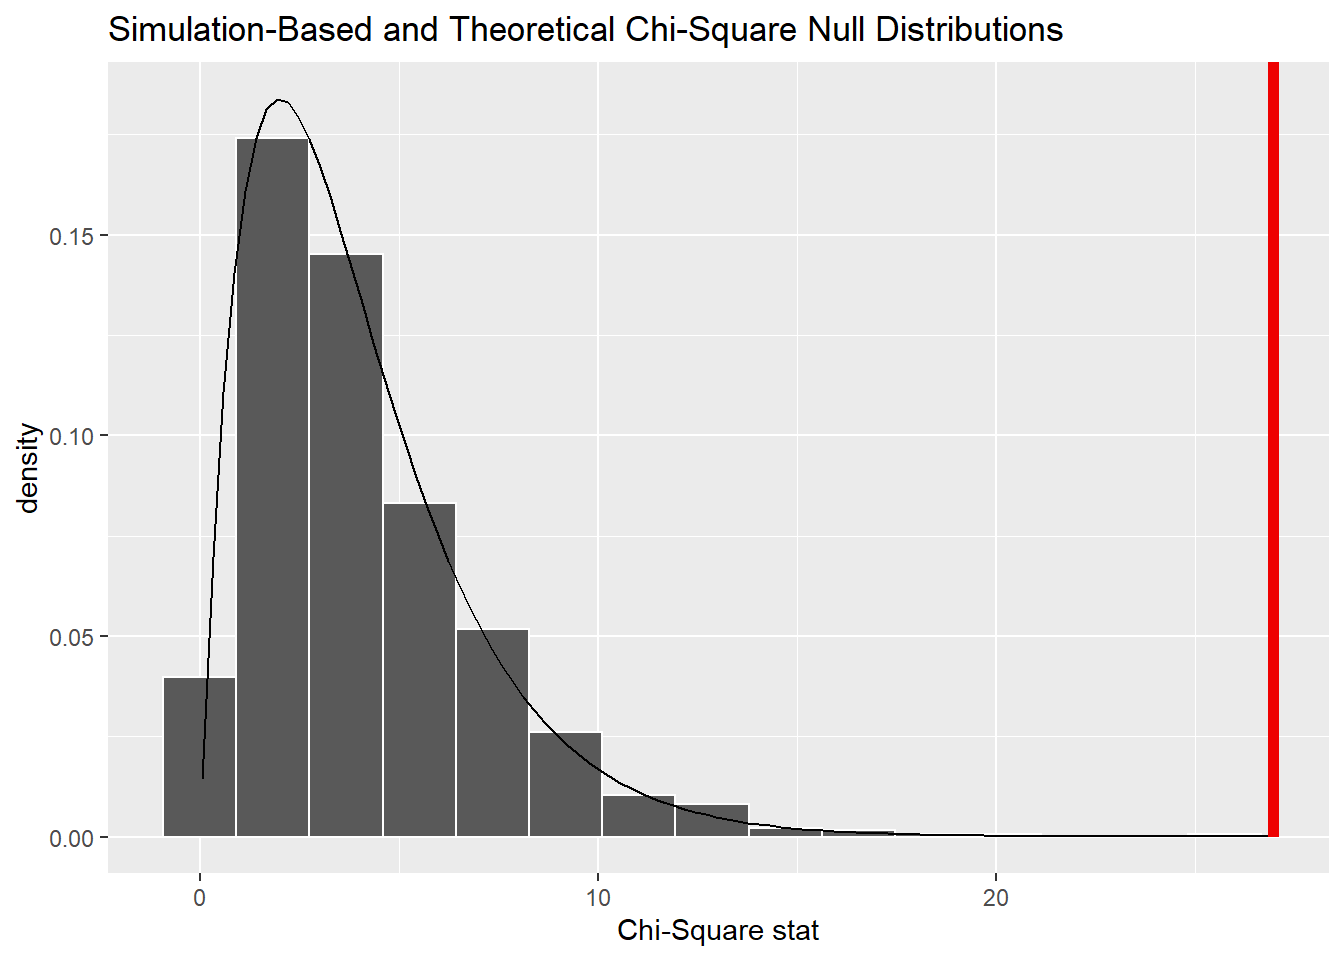 Simulation-Based and Theoretical Chi-Square Null Distributions
0.15
0.10
0.05
0.00
density
0 10 20
Chi-Square stat